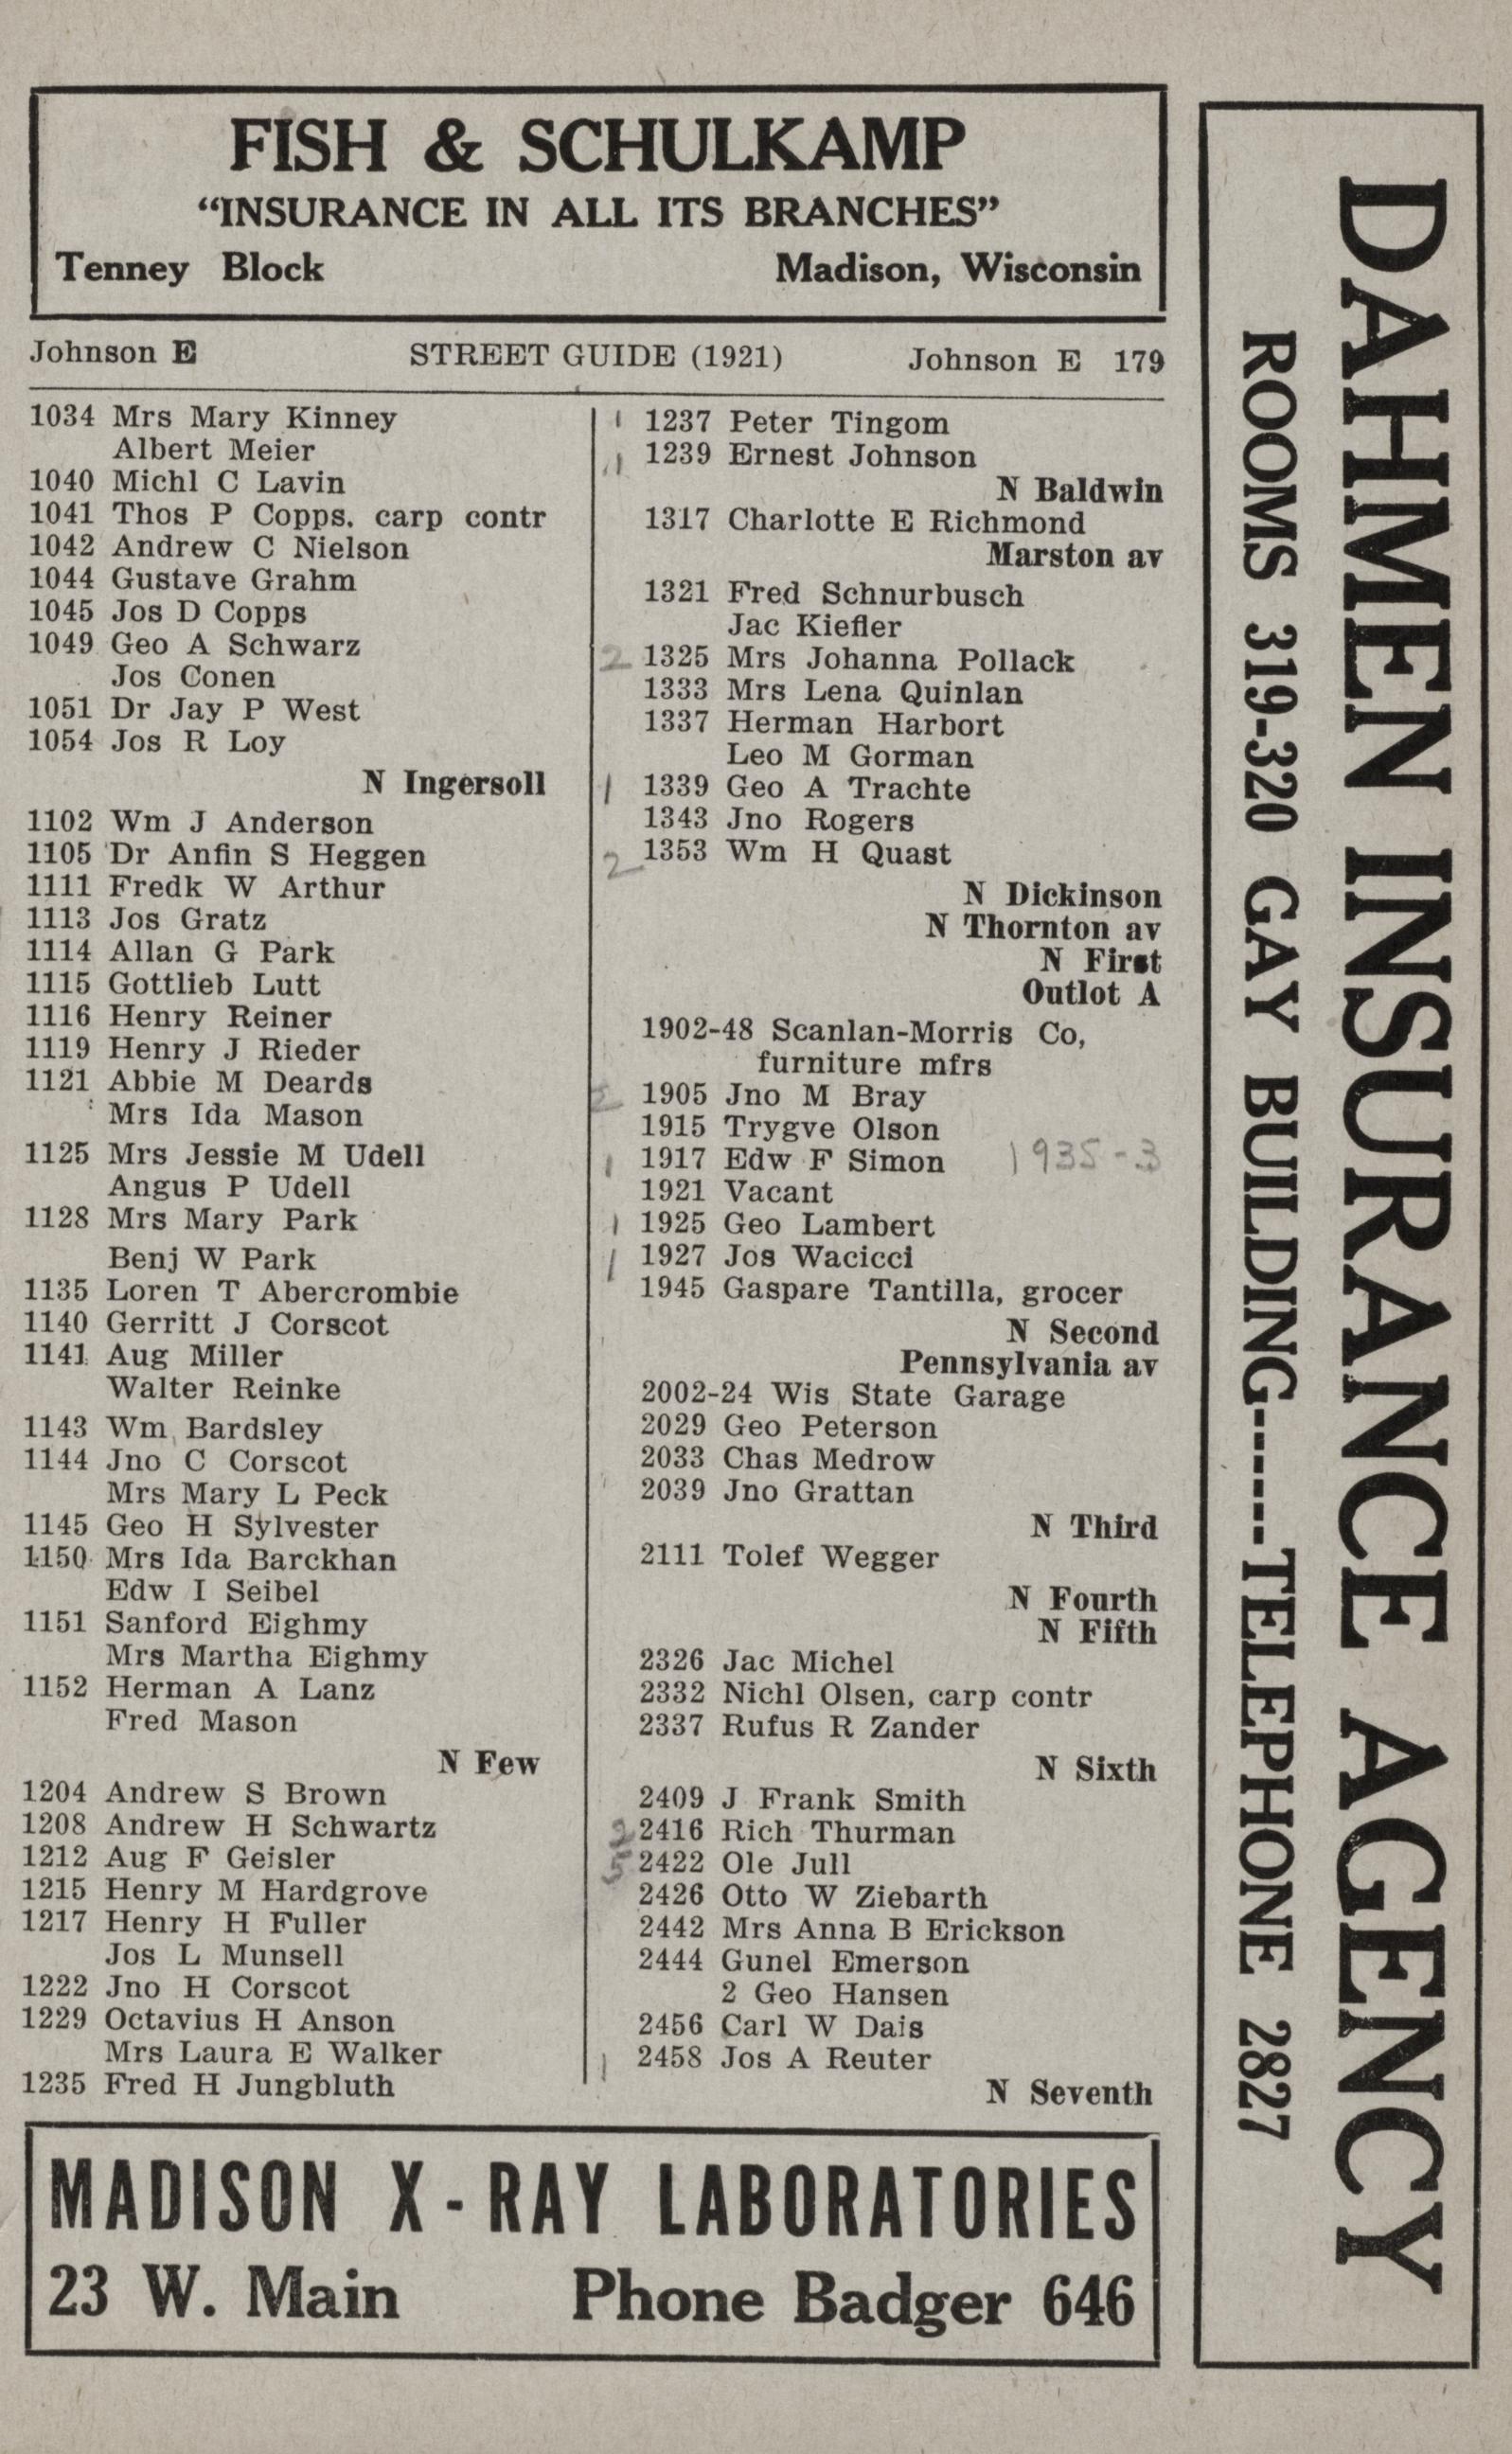 FISH & SCHULKAMP
“INSURANCE IN ALL ITS BRANCHES”
Tenney Block Madison, Wisconsin
Johnson E STREET GUIDE (1921) Johnson E 179
1034 Mrs Mary Kinney
Albert Meier
1040 Michl C Lavin
1041 Thos P Copps, carp contr
1042 Andrew C Nielson
1044 Gustave Grahm
1045 Jos D Copps
1049 Geo A Schwarz
Jos Conen
1051 Dr Jay P West
1054 Jos R Loy
N Ingersoll
1102 Wm J Anderson
1105 Dr Anfin S Heggen
1111 Fredk W Arthur
1113 Jos Gratz
1114 Allan G Park
1115 Gottlieb Lutt
1116 Henry Reiner
1119 Henry J Rieder
1121 Abbie M Deards
Mrs Ida Mason
1125 Mrs Jessie M Udell
Angus P Udell
1128 Mrs Mary Park
Benj W Park
1135 Loren T Abercrombie
1140 Gerritt J Corscot
1141 Aug Miller
Walter Reinke
1143 Wm Bardsley
1144 Jno C Corscot
Mrs Mary L Peck
1145 Geo H Sylvester
1150 Mrs Ida Barckhan
Edw I Seibel
1151 Sanford Eighmy
Mrs Martha Eighmy
1152 Herman A Lanz
Fred Mason
N Few
1204 Andrew S Brown
1208 Andrew H Schwartz
1212 Aug F Geisler
1215 Henry M Hardgrove
1217 Henry H Fuller
Jos L Munsell
1222 Jno H Corscot
1229 Octavius H Anson
Mrs Laura E Walker
1235 Fred H Jungbluth
1 1237 Peter Tingom
1 1239 Ernest Johnson
N Baldwin
1317 Charlotte E Richmond
Marston av
1321 Fred Schnurbusch
Jac Kiefler
2 1325 Mrs Johanna Pollack
1333 Mrs Lena Quinlan
1337 Herman Harbort
Leo M Gorman
1 1339 Geo A Trachte
1343 Jno Rogers
2 1353 Wm H Quast
N Dickinson
N Thornton av
N First
Outlot A
1902-48 Scanlan-Morris Co,
furniture mfrs
1905 Jno M Bray
1915 Trygve Olson
1 1917 Edw F Simon 1935-3
1921 Vacant
1 1925 Geo Lambert
1 1927 Jos Wacicci
1945 Gaspare Tantilla, grocer
N Second
Pennsylvania av
2002-24 Wis State Garage
2029 Geo Peterson
2033 Chas Medrow
2039 Jno Grattan
N Third
2111 Tolef Wegger
N Fourth
N Fifth
2326 Jac Michel
2332 Nichl Olsen, carp contr
2337 Rufus R Zander
N Sixth
2409 J Frank Smith
2416 Rich Thurman
5 2422 Ole Jull
2426 Otto W Ziebarth
2442 Mrs Anna B Erickson
2444 Gunel Emerson
2 Geo Hansen
2456 Carl W Dais
1 2458 Jos A Reuter
N Seventh
MADISON X-RAY LABORATORIES
23 W. Main Phone Badger 646
DAHMEN INSURANCE AGENCY
ROOMS 319-320 GAY BUILDING-----TELEPHONE 2827